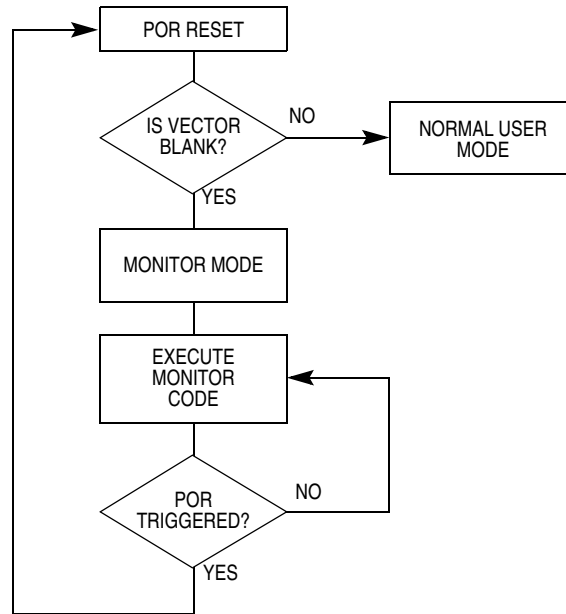 POR RESET
IS VECTOR
BLANK?
NO
NORMAL USER
MODE
YES
MONITOR MODE
EXECUTE
MONITOR
CODE
POR
TRIGGERED?
NO
YES